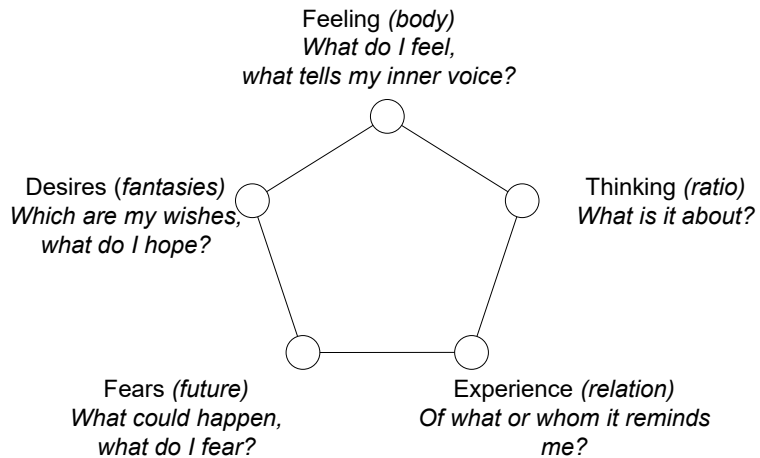 Feeling (body)
What do I feel,
what tells my inner voice?
Desires (fantasies)
Which are my wishes,
what do I hope?
Thinking (ratio)
What is it about?
Fears (future)
What could happen,
what do I fear?
Experience (relation)
Of what or whom it reminds
me?